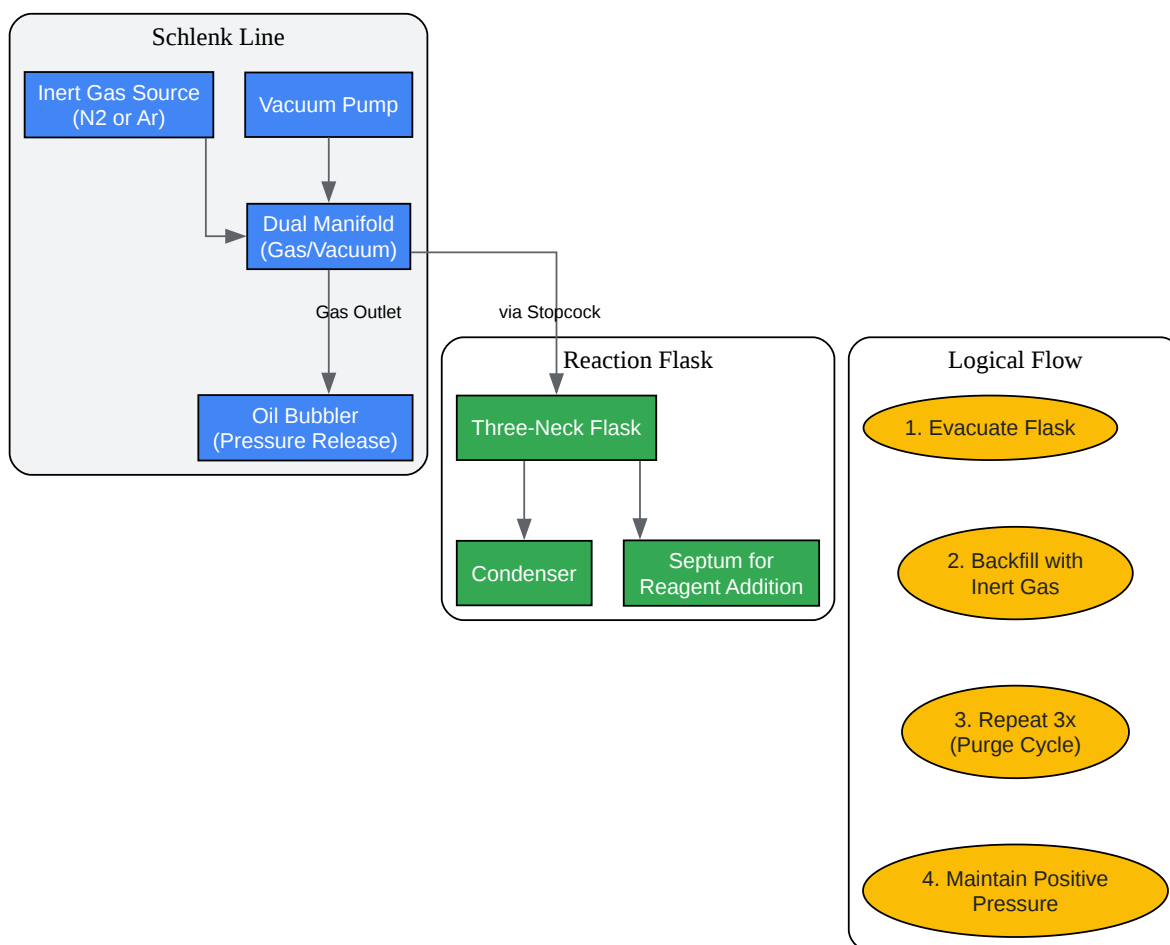 Schlenk Line
Inert Gas Source
(N2 or Ar)
Vacuum Pump
Dual Manifold
(Gas/Vacuum)
Gas Outlet
via Stopcock
Oil Bubbler
(Pressure Release)
Reaction Flask
Three-Neck Flask
Condenser
Septum for
Reagent Addition
Logical Flow
1. Evacuate Flask
2. Backfill with
Inert Gas
3. Repeat 3x
(Purge Cycle)
4. Maintain Positive
Pressure